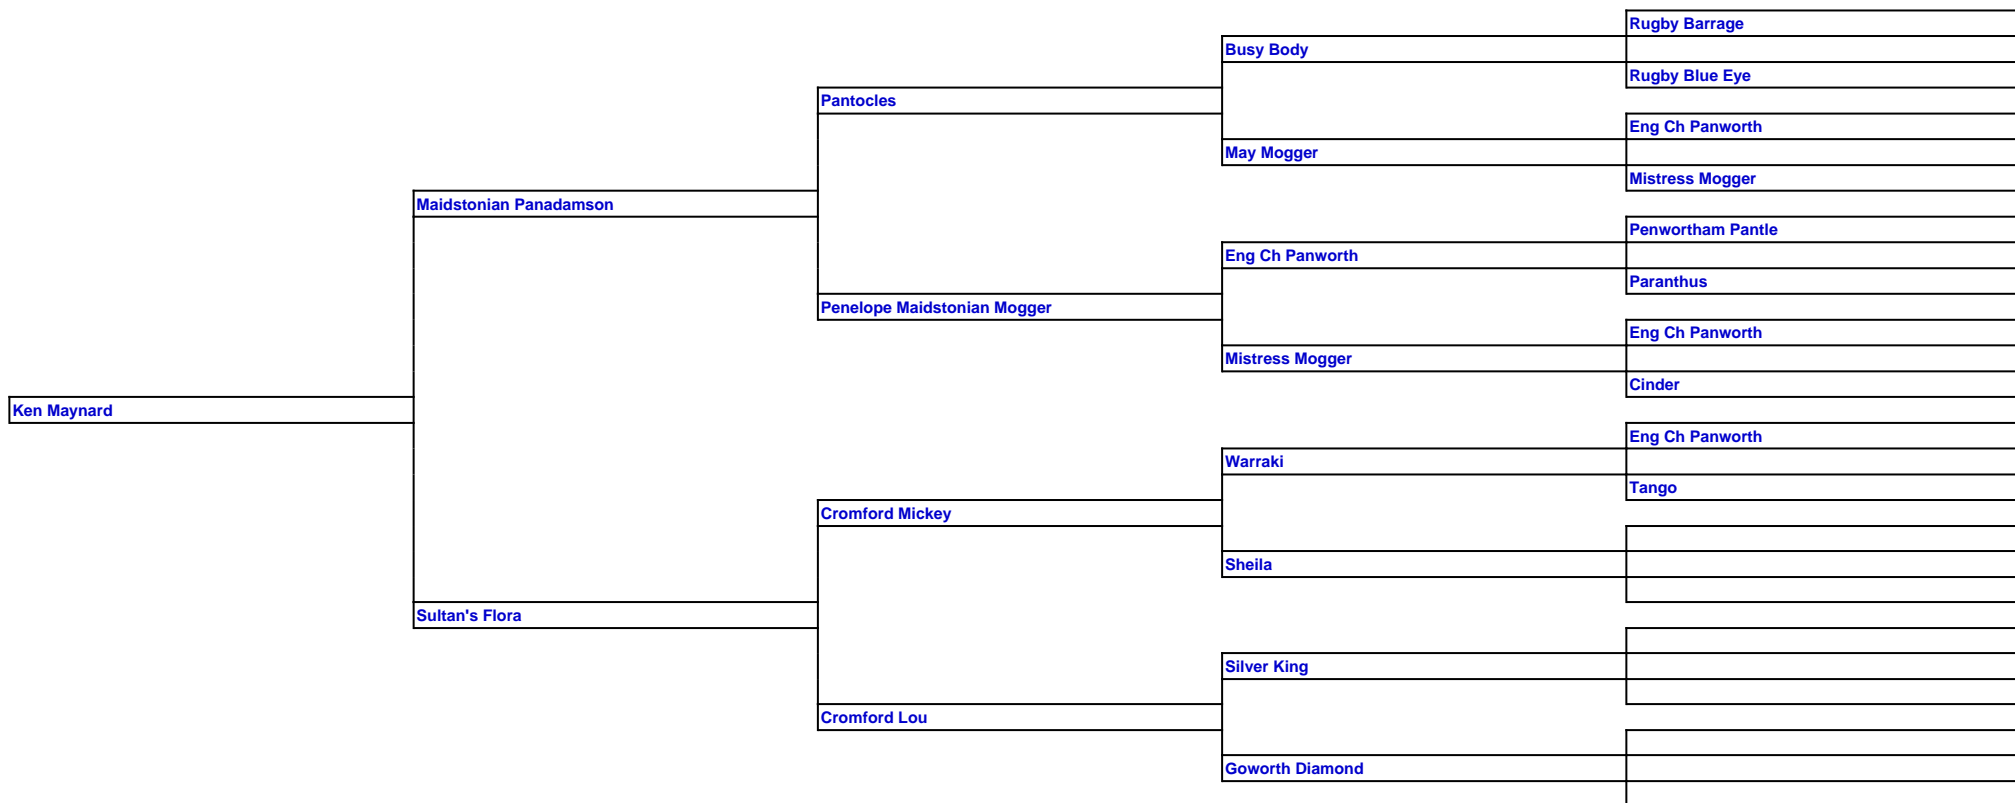 Rugby Barrage
Busy Body
Rugby Blue Eye
Pantocles
Eng Ch Panworth
May Mogger
Mistress Mogger
Maidstonian Panadamson
Penwortham Pantle
Eng Ch Panworth
Paranthus
Penelope Maidstonian Mogger
Eng Ch Panworth
Mistress Mogger
Cinder
Ken Maynard
Eng Ch Panworth
Warraki
Tango
Cromford Mickey
Sheila
Sultan's Flora
Silver King
Cromford Lou
Goworth Diamond